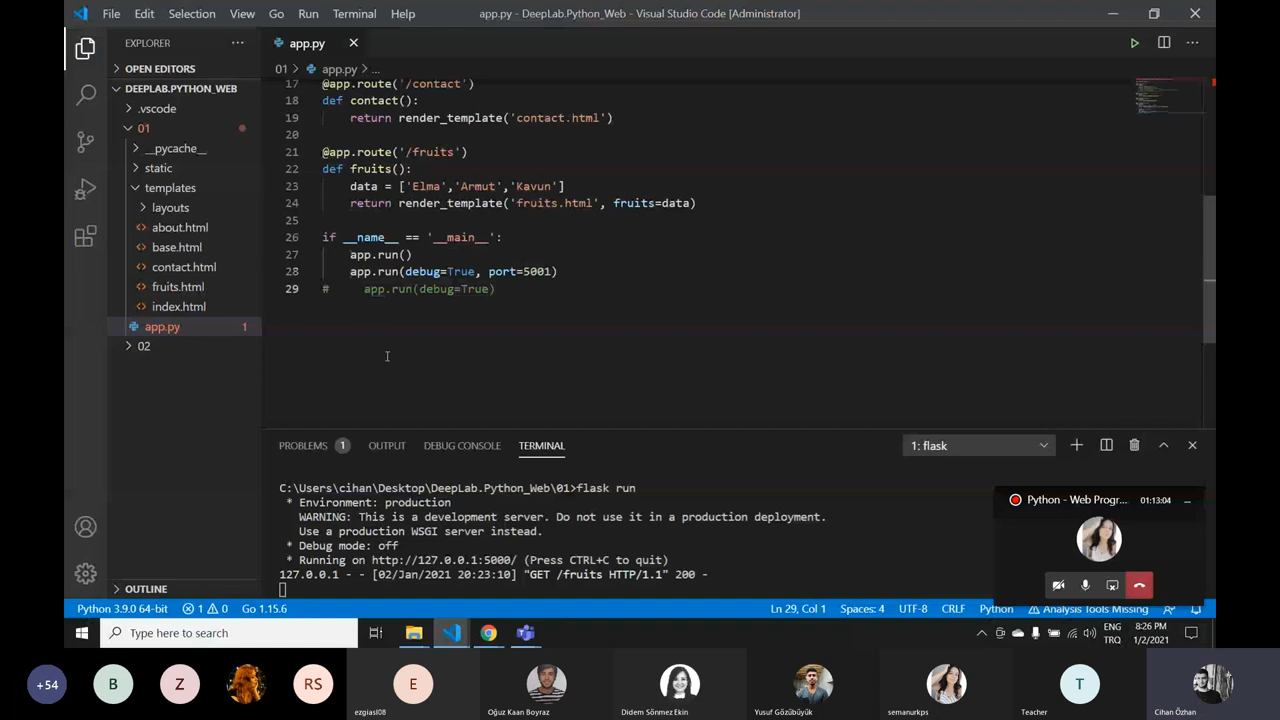 File Edit Selection View Go Run Terminal Help
app.py - DeepLab.Python_Web - Visual Studio Code [Administrator]
EXPLORER
OPEN EDITORS
DEEPLAB.PYTHON_WEB
.vscode
01
__pycache__
static
templates
layouts
about.html
base.html
contact.html
fruits.html
index.html
app.py 1
02
OUTLINE
app.py
01 > app.py > ...
17 @app.route('/contact')
18 def contact():
19 return render_template('contact.html')
20
21 @app.route('/fruits')
22 def fruits():
23 data = ['Elma','Armut','Kavun']
24 return render_template('fruits.html', fruits=data)
25
26 if __name__ == '__main__':
27 app.run()
28 app.run(debug=True, port=5001)
29 # app.run(debug=True)
PROBLEMS 1 OUTPUT DEBUG CONSOLE TERMINAL
1: flask
C:\Users\cihan\Desktop\DeepLab.Python_Web\01>flask run
* Environment: production
WARNING: This is a development server. Do not use it in a production deployment.
Use a production WSGI server instead.
* Debug mode: off
* Running on http://127.0.0.1:5000/ (Press CTRL+C to quit)
127.0.0.1 - - [02/Jan/2021 20:23:10] "GET /fruits HTTP/1.1" 200 -
Python - Web Progr... 01:13:04
Python 3.9.0 64-bit 1 0 Go 1.15.6
Ln 29, Col 1 Spaces: 4 UTF-8 CRLF Python Analysis Tools Missing
Type here to search
ENG
TRQ
8:26 PM
1/2/2021
+54 B Z RS E T
ezgiasl08 Oğuz Kaan Boyraz Didem Sönmez Ekin Yusuf Gözübüyük semanurkps Teacher Cihan Özhan